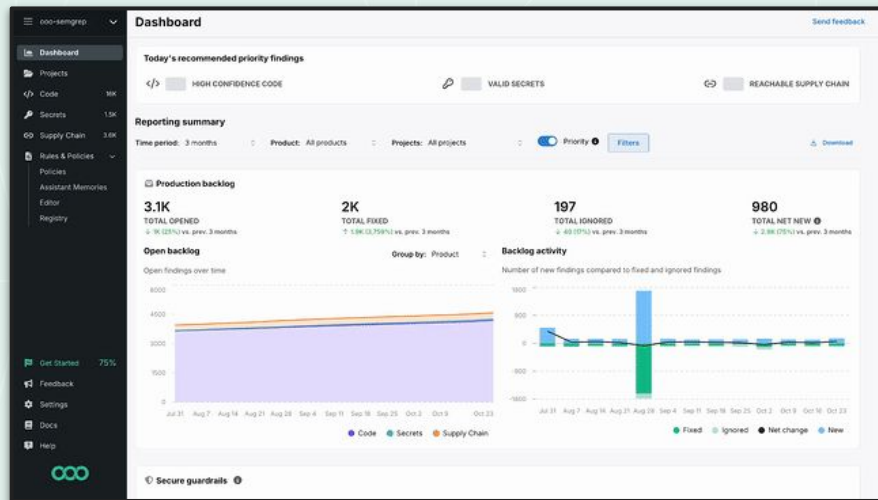 ooo-semgrep
Dashboard
Projects
Code 16K
Secrets 1.5K
Supply Chain 3.6K
Rules & Policies
Policies
Assistant Memories
Editor
Registry
Get Started 75%
Feedback
Settings
Docs
Help
Dashboard
Send feedback
Today's recommended priority findings
</> HIGH CONFIDENCE CODE
VALID SECRETS
REACHABLE SUPPLY CHAIN
Reporting summary
Time period: 3 months Product: All products Projects: All projects Priority Filters Download
Production backlog
3.1K 2K 197 980
TOTAL OPENED TOTAL FIXED TOTAL IGNORED TOTAL NET NEW
↓ 1K (25%) vs. prev. 3 months ↑ 1.9K (3,759%) vs. prev. 3 months ↓ 40 (17%) vs. prev. 3 months ↓ 2.9K (75%) vs. prev. 3 months
Open backlog Group by: Product
Open findings over time
6000
4500
3000
1500
0
Jul 31 Aug 7 Aug 14 Aug 21 Aug 28 Sep 4 Sep 11 Sep 18 Sep 25 Oct 2 Oct 9 Oct 23
Code Secrets Supply Chain
Backlog activity
Number of new findings compared to fixed and ignored findings
1800
900
0
-900
-1800
Jul 31 Aug 7 Aug 14 Aug 21 Aug 28 Sep 4 Sep 11 Sep 18 Sep 25 Oct 2 Oct 9 Oct 16 Oct 23
Fixed Ignored Net change New
Secure guardrails